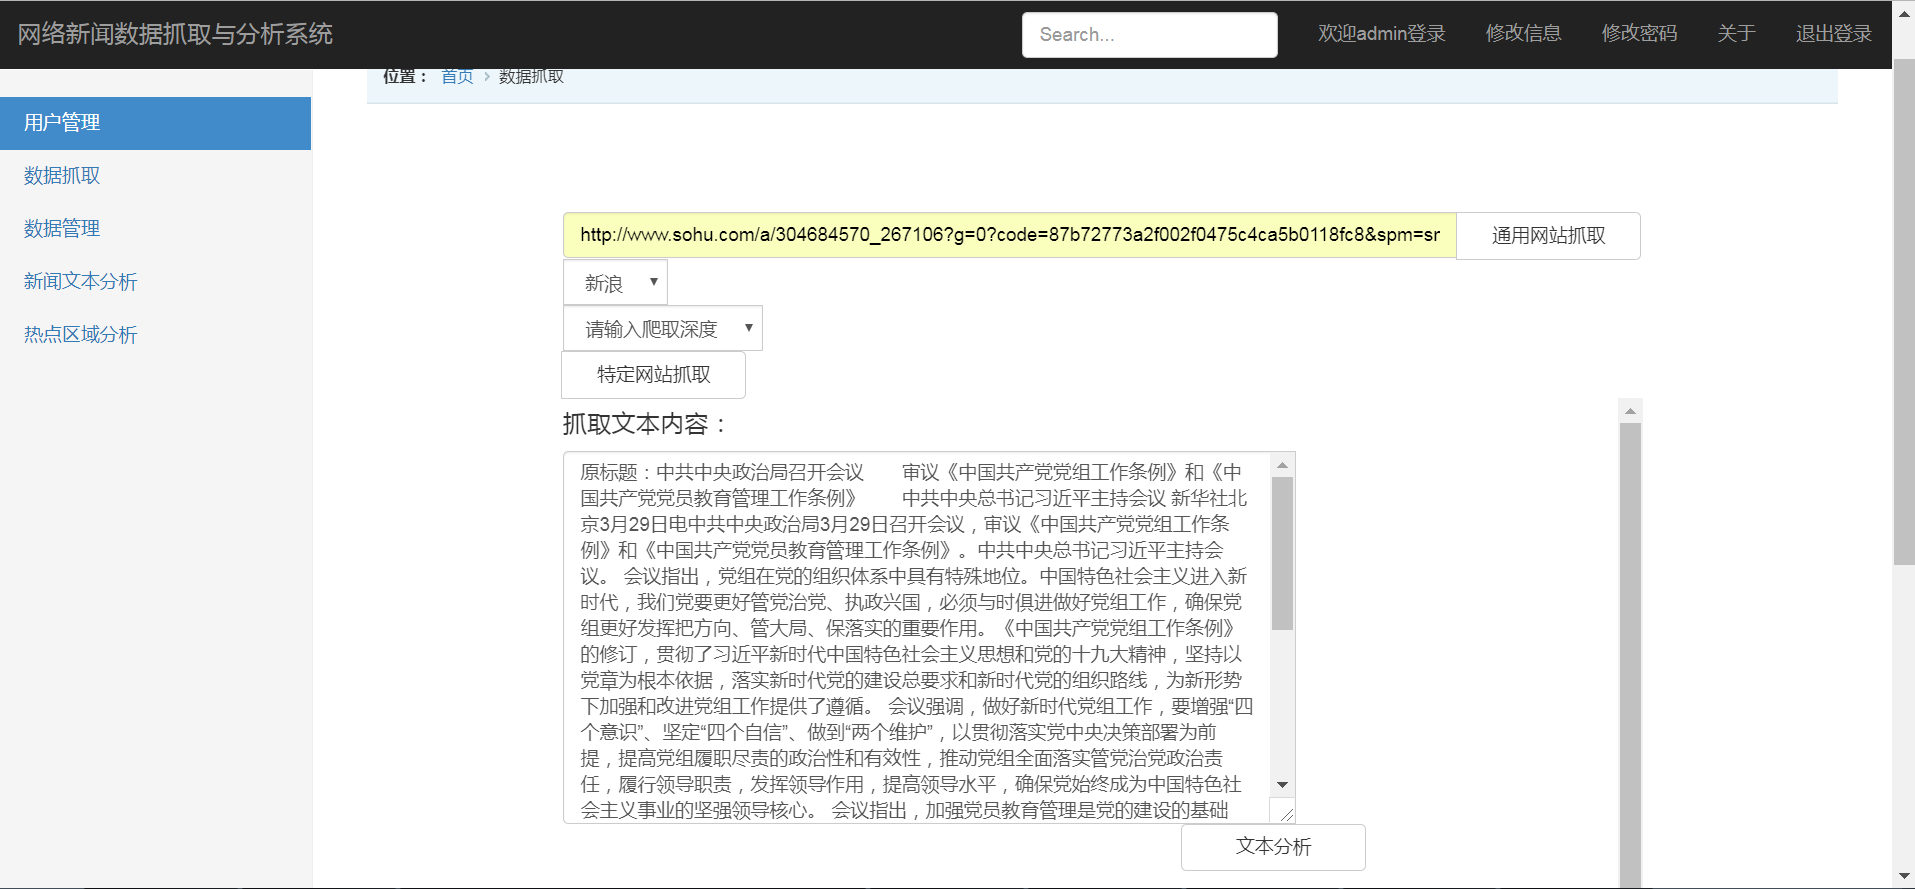 网络新闻数据抓取与分析系统
Search...
欢迎admin登录
修改信息
修改密码
关于
退出登录
位置： 首页 > 数据抓取
用户管理
数据抓取
数据管理
新闻文本分析
热点区域分析
http://www.sohu.com/a/304684570_267106?g=0?code=87b72773a2f002f0475c4ca5b0118fc8&spm=sr
通用网站抓取
新浪
请输入爬取深度
特定网站抓取
抓取文本内容：
原标题：中共中央政治局召开会议　　审议《中国共产党党组工作条例》和《中
国共产党党员教育管理工作条例》　　中共中央总书记习近平主持会议 新华社北
京3月29日电中共中央政治局3月29日召开会议，审议《中国共产党党组工作条
例》和《中国共产党党员教育管理工作条例》。中共中央总书记习近平主持会
议。 会议指出，党组在党的组织体系中具有特殊地位。中国特色社会主义进入新
时代，我们党要更好管党治党、执政兴国，必须与时俱进做好党组工作，确保党
组更好发挥把方向、管大局、保落实的重要作用。《中国共产党党组工作条例》
的修订，贯彻了习近平新时代中国特色社会主义思想和党的十九大精神，坚持以
党章为根本依据，落实新时代党的建设总要求和新时代党的组织路线，为新形势
下加强和改进党组工作提供了遵循。 会议强调，做好新时代党组工作，要增强“四
个意识”、坚定“四个自信”、做到“两个维护”，以贯彻落实党中央决策部署为前
提，提高党组履职尽责的政治性和有效性，推动党组全面落实管党治党政治责
任，履行领导职责，发挥领导作用，提高领导水平，确保党始终成为中国特色社
会主义事业的坚强领导核心。 会议指出，加强党员教育管理是党的建设的基础
文本分析